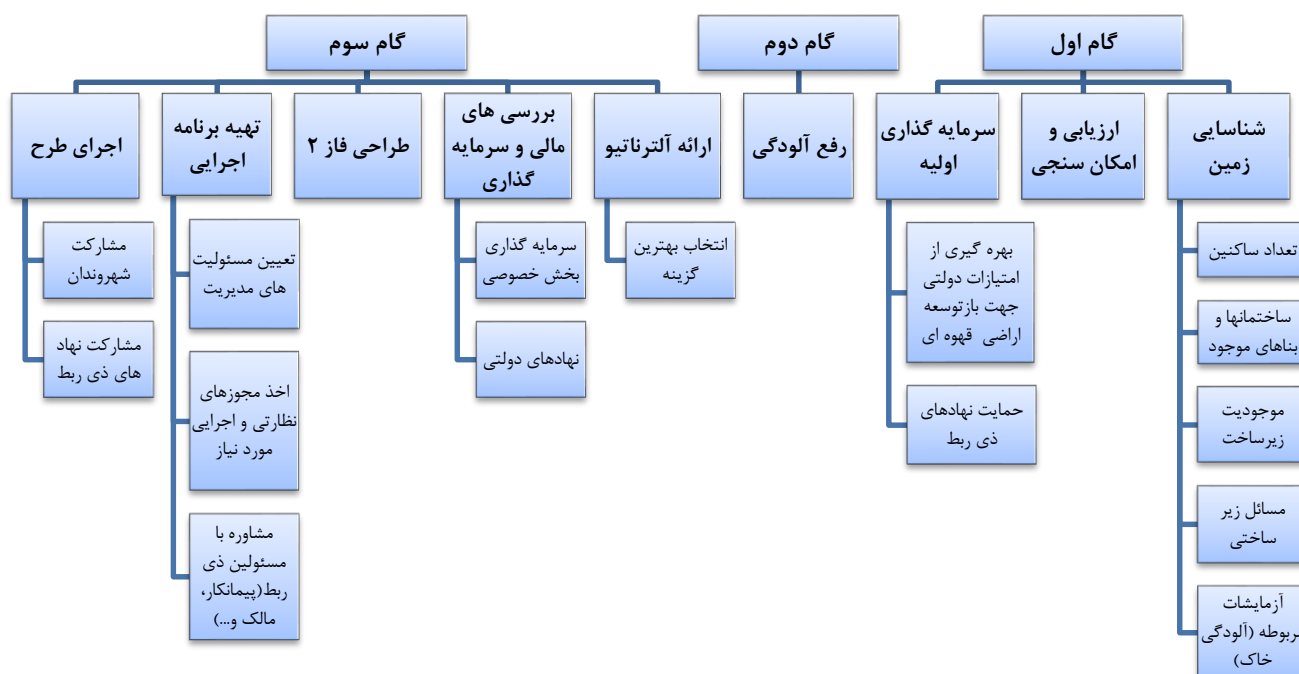 گام اول
گام دوم
گام سوم
شناسایی
زمین
ارزیابی و
امکان سنجی
سرمایه گذاری
اولیه
رفع آلودگی
ارائه آلترناتیو
بررسی های
مالی و سرمایه
گذاری
طراحی فاز ۲
تهیه برنامه
اجرایی
اجرای طرح
تعداد ساکنین
ساختمانها و
بناهای موجود
موجودیت
زیرساخت
مسائل زیر
ساختی
آزمایشات
مربوطه (آلودگی
خاک)
بهره گیری از
امتیازات دولتی
جهت بازتوسعه
اراضی قهوه ای
حمایت نهادهای
ذی ربط
انتخاب بهترین
گزینه
سرمایه گذاری
بخش خصوصی
نهادهای دولتی
تعیین مسئولیت
های مدیریت
اخذ مجوزهای
نظارتی و اجرایی
مورد نیاز
مشاوره با
مسئولین ذی
ربط(پیمانکار،
مالک و...)
مشارکت
شهروندان
مشارکت نهاد
های ذی ربط